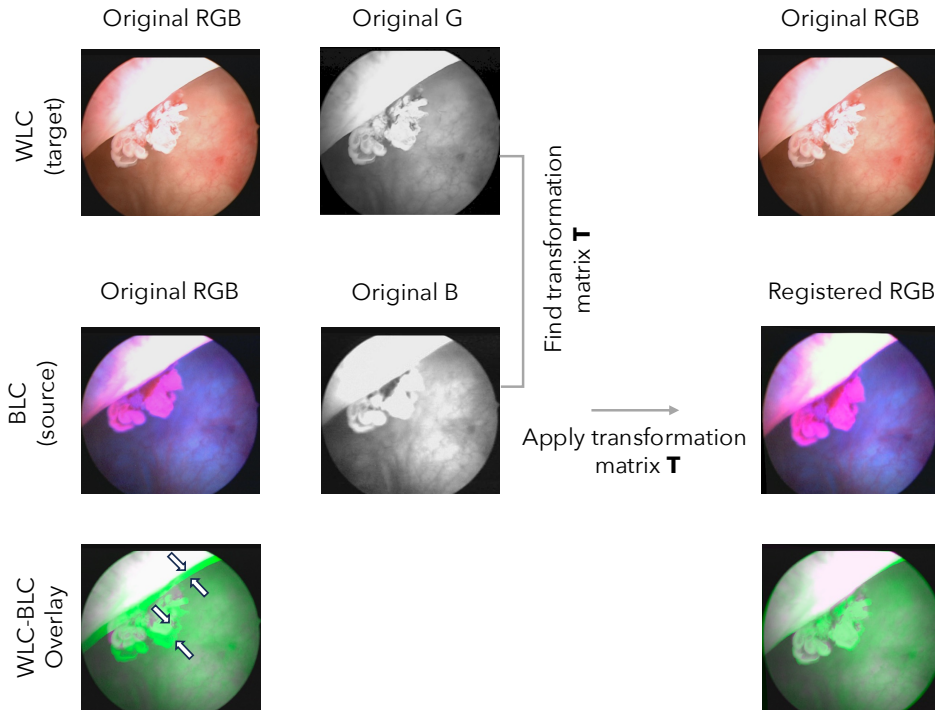 Original RGB
Original G
Original RGB
WLC
(target)
Find transformation
matrix T
Original RGB
Original B
Registered RGB
BLC
(source)
Apply transformation
matrix T
WLC-BLC
Overlay